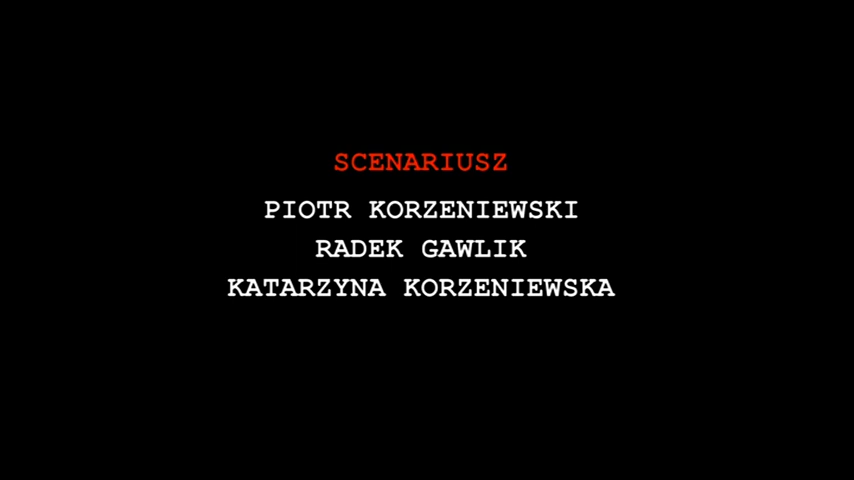 SCENARIUSZ
PIOTR KORZENIEWSKI
RADEK GAWLIK
KATARZYNA KORZENIEWSKA